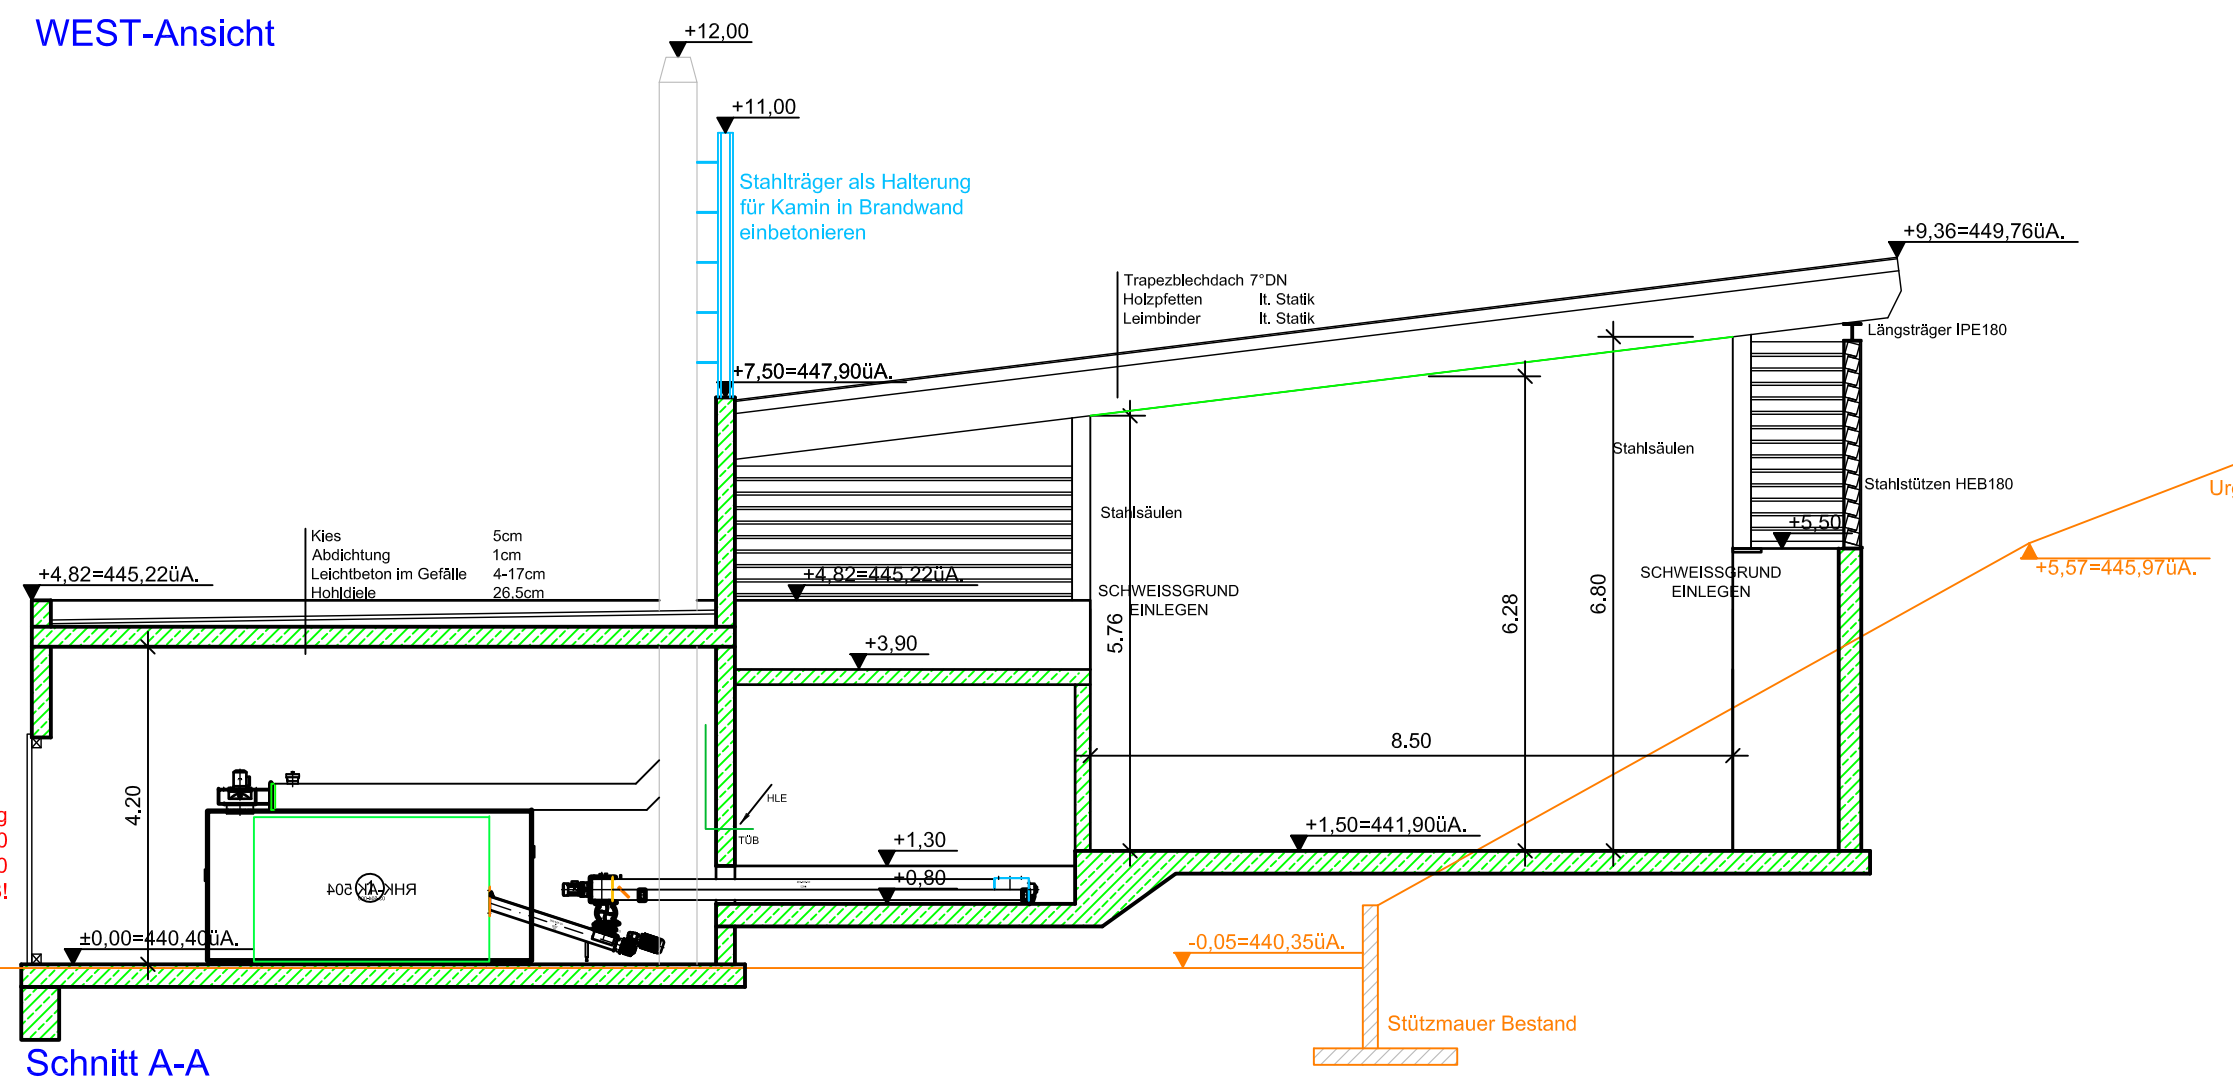 WEST-Ansicht
+12,00
+11,00
Stahlträger als Halterung
für Kamin in Brandwand
einbetonieren
+9,36=449,76üA.
Trapezblechdach 7°DN
Holzpfetten lt. Statik
Leimbinder lt. Statik
Längsträger IPE180
+7,50=447,90üA.
Stahlsäulen
Stahlstützen HEB180
Stahlsäulen
+5,50
Kies 5cm
Abdichtung 1cm
Leichtbeton im Gefälle 4-17cm
Hohldiele 26,5cm
+4,82=445,22üA.
+4,82=445,22üA.
SCHWEISSGRUND
EINLEGEN
SCHWEISSGRUND
EINLEGEN
+5,57=445,97üA.
5.76
6.28
6.80
+3,90
8.50
4.20
HLE
TÜB
+1,30
+1,50=441,90üA.
+0,80
RHK-AK 504
±0,00=440,40üA.
-0,05=440,35üA.
Stützmauer Bestand
Schnitt A-A